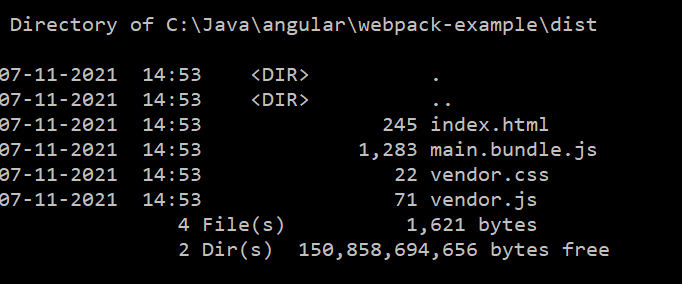 Directory of C:\Java\angular\webpack-example\dist
07-11-2021  14:53    <DIR>          .
07-11-2021  14:53    <DIR>          ..
07-11-2021  14:53               245 index.html
07-11-2021  14:53             1,283 main.bundle.js
07-11-2021  14:53                22 vendor.css
07-11-2021  14:53                71 vendor.js
               4 File(s)          1,621 bytes
               2 Dir(s)  150,858,694,656 bytes free